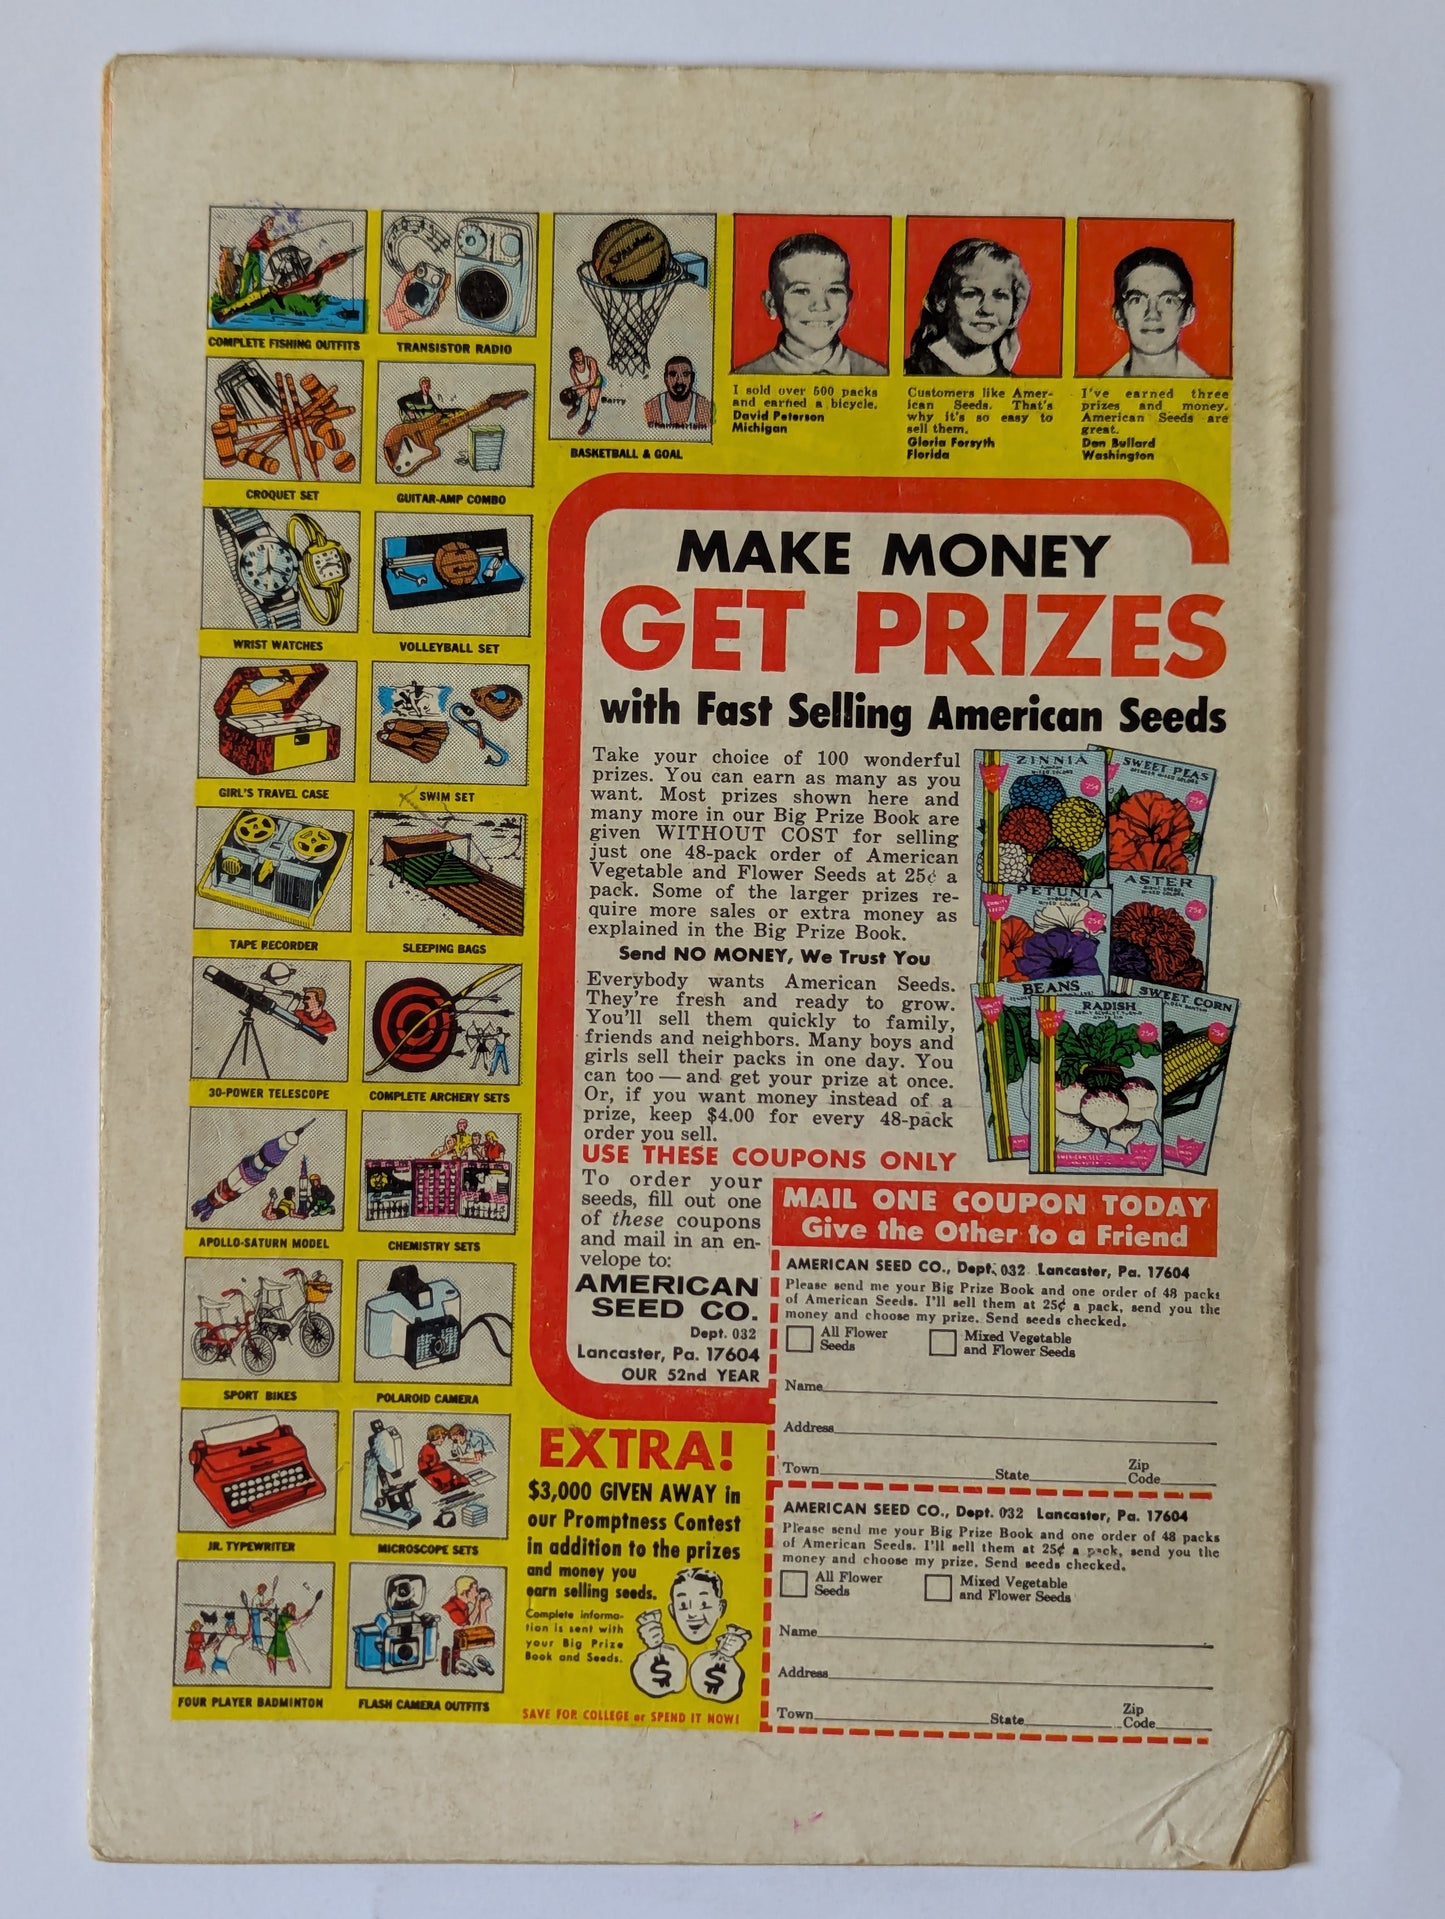 COMPLETE FISHING OUTFITS
TRANSISTOR RADIO
SPALDING
Barry
Chamberlain
BASKETBALL & GOAL
I sold over 500 packs
and earned a bicycle.
David Peterson
Michigan
Customers like Amer-
ican Seeds. That's
why it's so easy to
sell them.
Gloria Forsyth
Florida
I've earned three
prizes and money.
American Seeds are
great.
Dan Bullard
Washington
CROQUET SET
GUITAR-AMP COMBO
WRIST WATCHES
VOLLEYBALL SET
GIRL'S TRAVEL CASE
SWIM SET
TAPE RECORDER
SLEEPING BAGS
30-POWER TELESCOPE
COMPLETE ARCHERY SETS
APOLLO-SATURN MODEL
CHEMISTRY SETS
SPORT BIKES
POLAROID CAMERA
JR. TYPEWRITER
MICROSCOPE SETS
FOUR PLAYER BADMINTON
FLASH CAMERA OUTFITS
MAKE MONEY
GET PRIZES
with Fast Selling American Seeds
Take your choice of 100 wonderful
prizes. You can earn as many as you
want. Most prizes shown here and
many more in our Big Prize Book are
given WITHOUT COST for selling
just one 48-pack order of American
Vegetable and Flower Seeds at 25¢ a
pack. Some of the larger prizes re-
quire more sales or extra money as
explained in the Big Prize Book.
Send NO MONEY, We Trust You
Everybody wants American Seeds.
They're fresh and ready to grow.
You'll sell them quickly to family,
friends and neighbors. Many boys and
girls sell their packs in one day. You
can too — and get your prize at once.
Or, if you want money instead of a
prize, keep $4.00 for every 48-pack
order you sell.
ZINNIA
MIXED COLORS
25¢
SWEET PEAS
MIXED COLORS
25¢
PETUNIA
MIXED COLORS
25¢
ASTER
MIXED COLORS
25¢
BEANS
RADISH
25¢
SWEET CORN
25¢
USE THESE COUPONS ONLY
To order your
seeds, fill out one
of these coupons
and mail in an en-
velope to:
AMERICAN
SEED CO.
Dept. 032
Lancaster, Pa. 17604
OUR 52nd YEAR
MAIL ONE COUPON TODAY
Give the Other to a Friend
AMERICAN SEED CO., Dept. 032 Lancaster, Pa. 17604
Please send me your Big Prize Book and one order of 48 packs
of American Seeds. I'll sell them at 25¢ a pack, send you the
money and choose my prize. Send seeds checked.
All Flower
Seeds
Mixed Vegetable
and Flower Seeds
Name
Address
Town State Zip
Code
AMERICAN SEED CO., Dept. 032 Lancaster, Pa. 17604
Please send me your Big Prize Book and one order of 48 packs
of American Seeds. I'll sell them at 25¢ a pack, send you the
money and choose my prize. Send seeds checked.
All Flower
Seeds
Mixed Vegetable
and Flower Seeds
Name
Address
Town State Zip
Code
EXTRA!
$3,000 GIVEN AWAY in
our Promptness Contest
in addition to the prizes
and money you
earn selling seeds.
Complete informa-
tion is sent with
your Big Prize
Book and Seeds.
$ $
SAVE FOR COLLEGE or SPEND IT NOW!